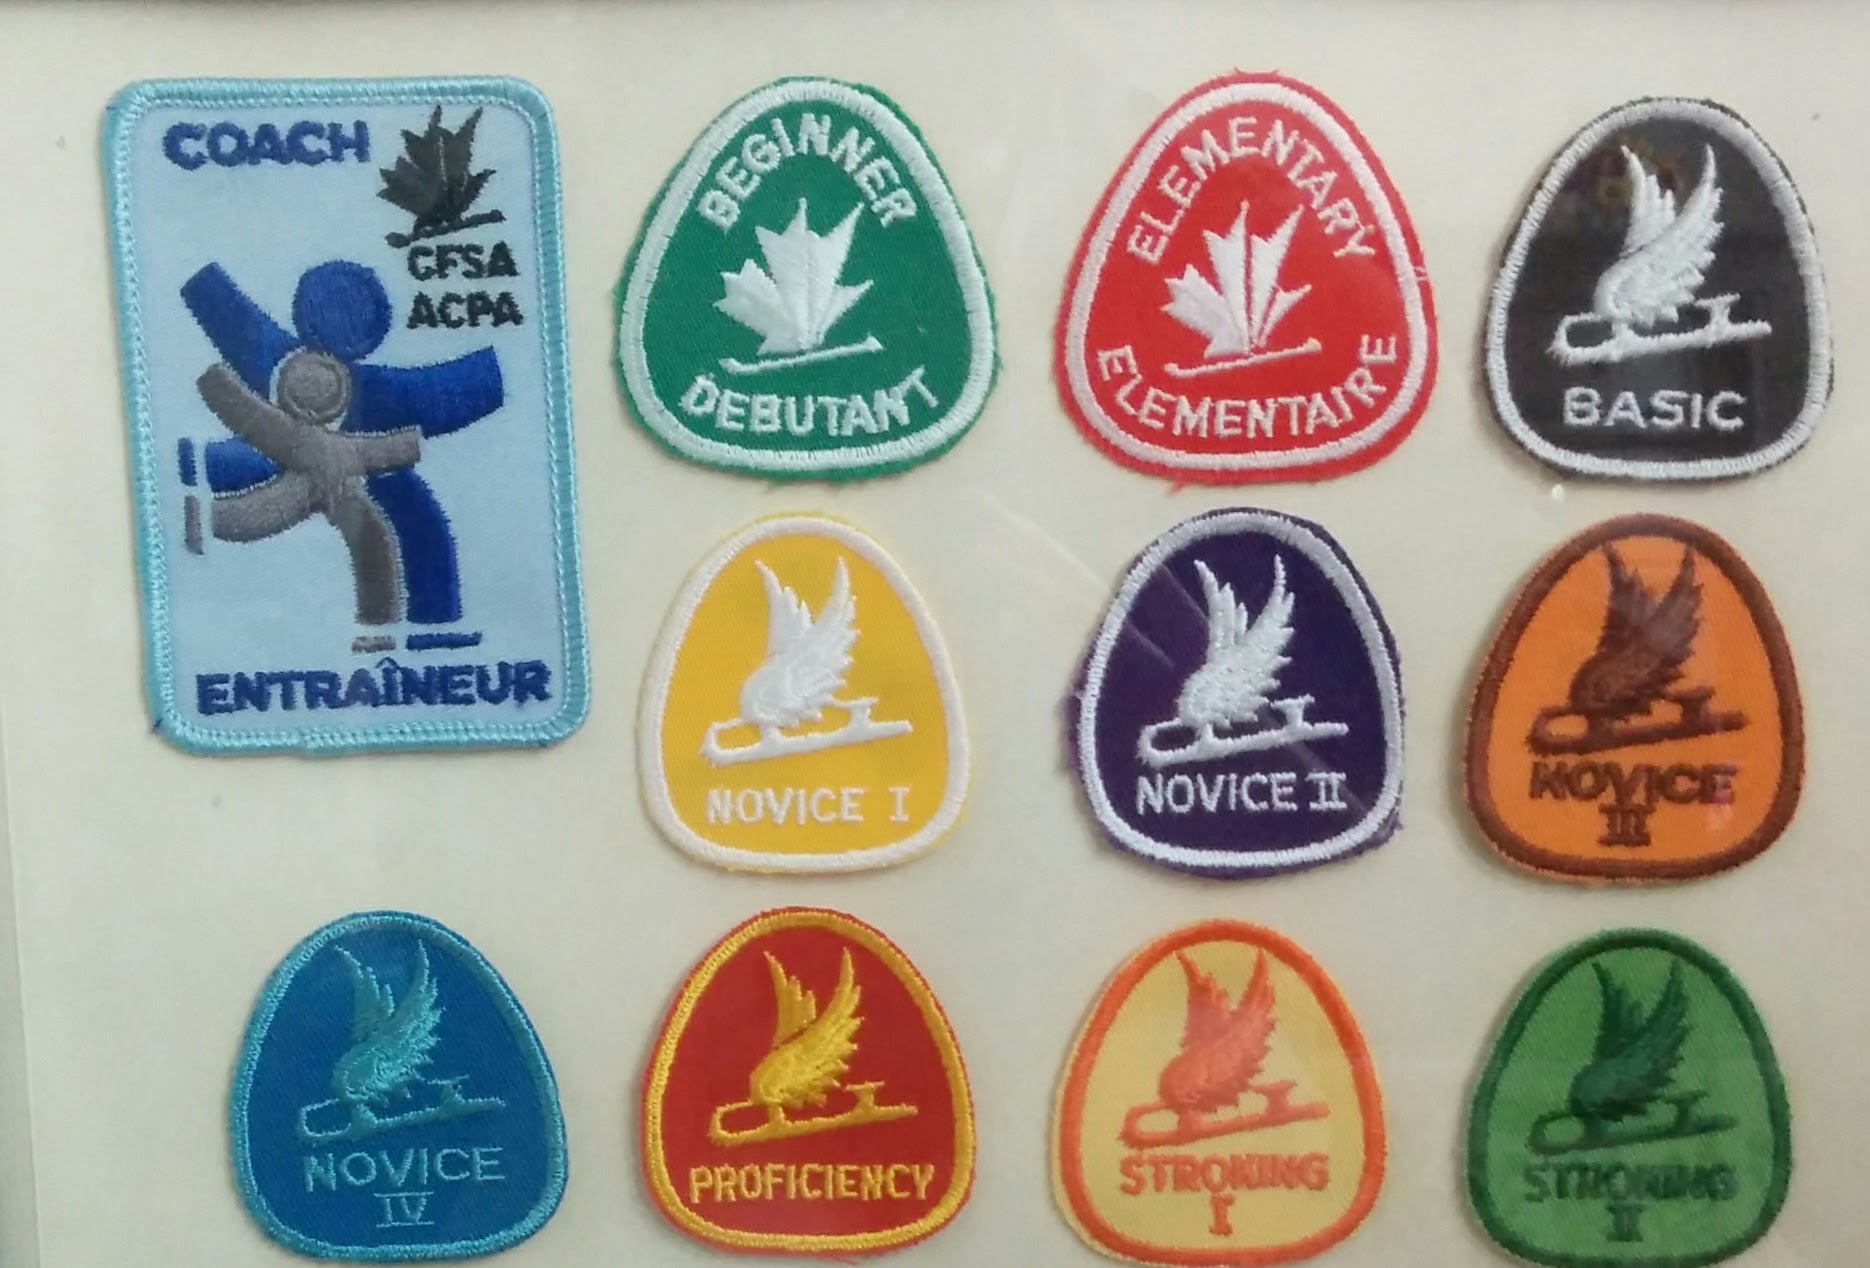 COACH
CFSA
ACPA
ENTRAÎNEUR
BEGINNER
DEBUTANT
ELEMENTARY
ELEMENTAIRE
BASIC
NOVICE I
NOVICE II
NOVICE
III
NOVICE
IV
PROFICIENCY
STROKING
I
STROKING
II